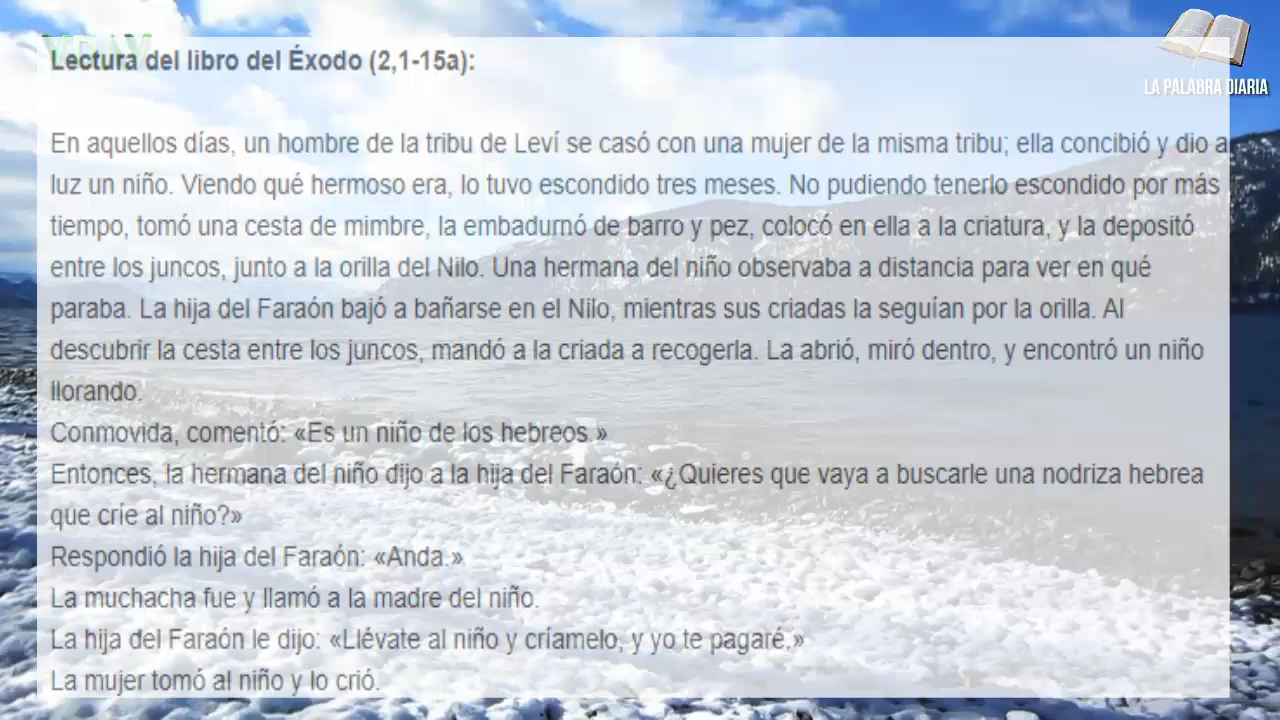 Lectura del libro del Éxodo (2,1-15a):
LA PALABRA DIARIA
En aquellos días, un hombre de la tribu de Leví se casó con una mujer de la misma tribu; ella concibió y dio a
luz un niño. Viendo qué hermoso era, lo tuvo escondido tres meses. No pudiendo tenerlo escondido por más
tiempo, tomó una cesta de mimbre, la embadurnó de barro y pez, colocó en ella a la criatura, y la depositó
entre los juncos, junto a la orilla del Nilo. Una hermana del niño observaba a distancia para ver en qué
paraba. La hija del Faraón bajó a bañarse en el Nilo, mientras sus criadas la seguían por la orilla. Al
descubrir la cesta entre los juncos, mandó a la criada a recogerla. La abrió, miró dentro, y encontró un niño
llorando.
Conmovida, comentó: «Es un niño de los hebreos.»
Entonces, la hermana del niño dijo a la hija del Faraón: «¿Quieres que vaya a buscarle una nodriza hebrea
que críe al niño?»
Respondió la hija del Faraón: «Anda.»
La muchacha fue y llamó a la madre del niño.
La hija del Faraón le dijo: «Llévate al niño y críamelo, y yo te pagaré.»
La mujer tomó al niño y lo crió.